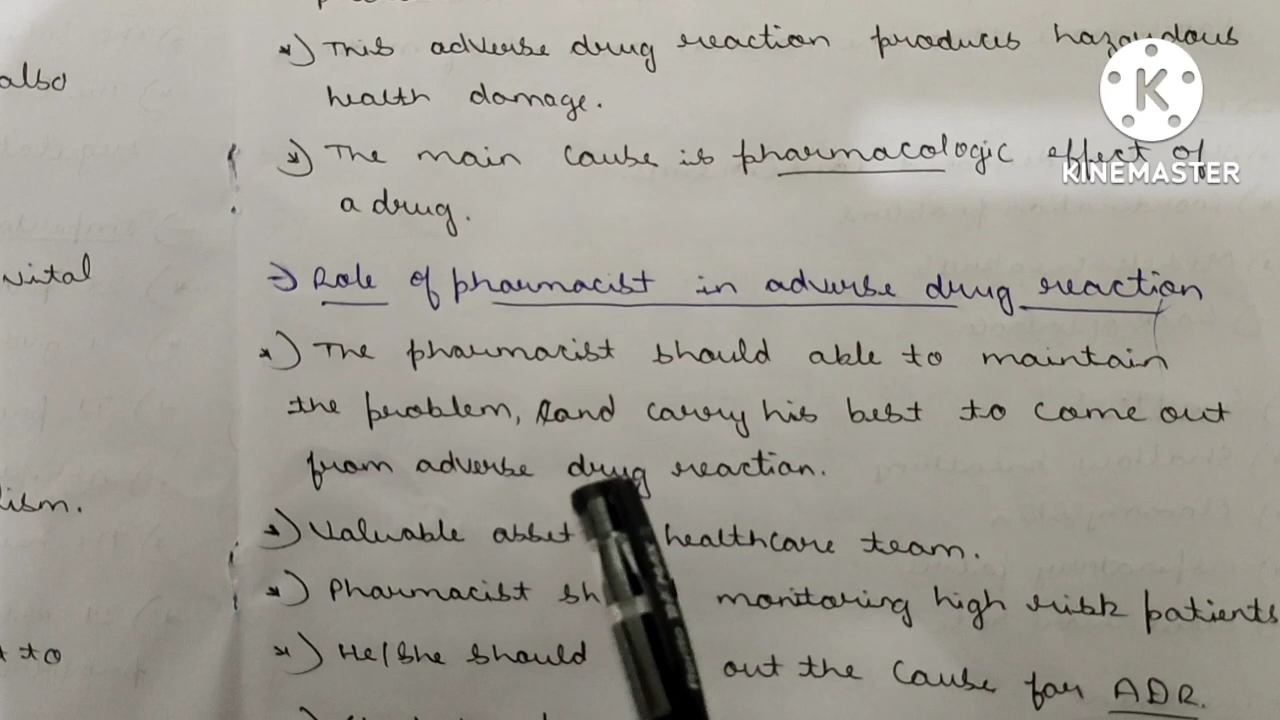 *) This adverse drug reaction produces hazardous
health damage.
*) The main cause is pharmacologic effect of
a drug.
→ Role of pharmacist in adverse drug reaction
*) The pharmacist should able to maintain
the problem, and carry his best to come out
from adverse drug reaction.
*) Valuable asset healthcare team.
*) Pharmacist sh monitoring high risk patients
*) He/She should out the cause for ADR.
also
vital
lism.
to
K
KINEMASTER